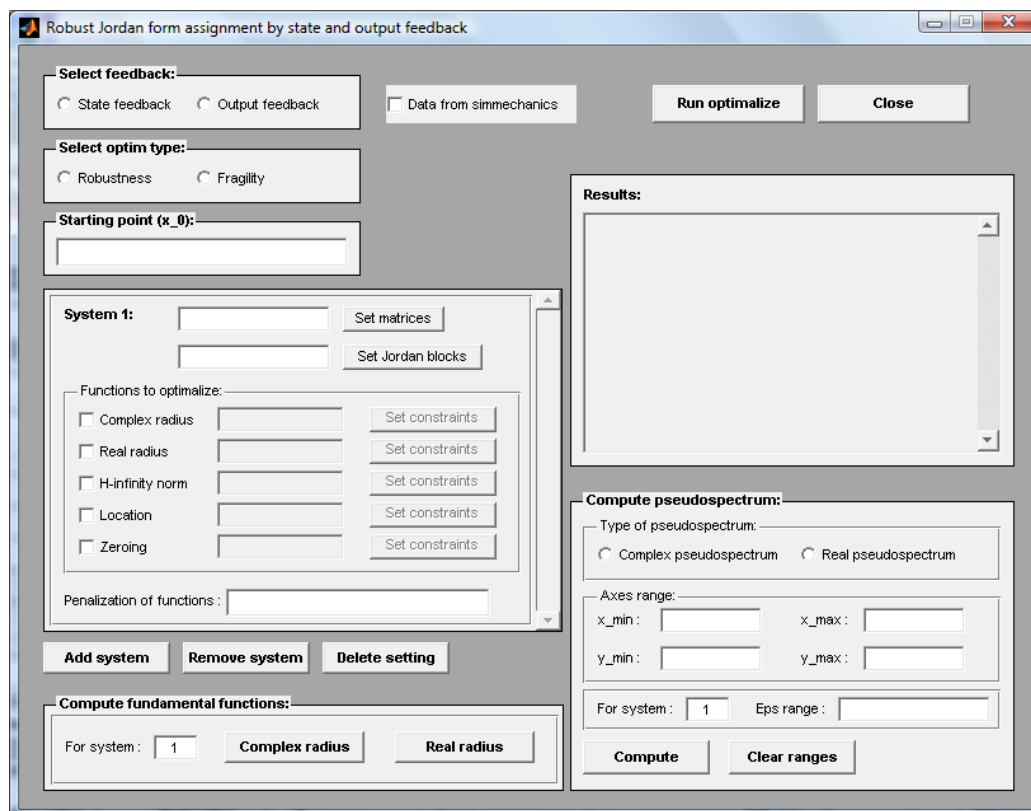 Robust Jordan form assignment by state and output feedback
Select feedback:
State feedback Output feedback
Data from simmechanics
Run optimalize
Close
Select optim type:
Robustness Fragility
Starting point (x_0):
System 1:
Set matrices
Set Jordan blocks
Functions to optimalize:
Complex radius Set constraints
Real radius Set constraints
H-infinity norm Set constraints
Location Set constraints
Zeroing Set constraints
Penalization of functions :
Add system Remove system Delete setting
Compute fundamental functions:
For system : 1 Complex radius Real radius
Results:
Compute pseudospectrum:
Type of pseudospectrum:
Complex pseudospectrum Real pseudospectrum
Axes range:
x_min : x_max :
y_min : y_max :
For system : 1 Eps range :
Compute Clear ranges